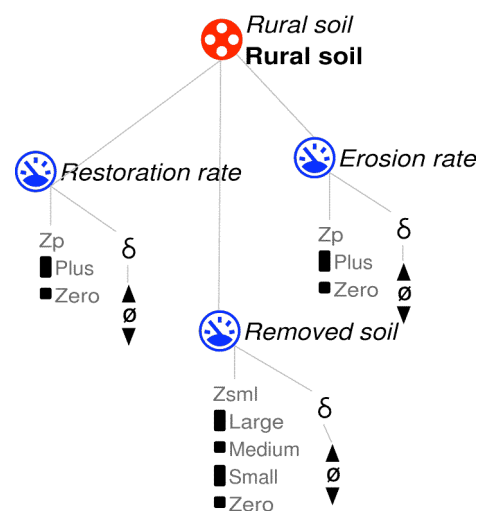 Rural soil
Rural soil
Restoration rate
Zp
Plus
Zero
δ
ø
Erosion rate
Zp
Plus
Zero
δ
ø
Removed soil
Zsml
Large
Medium
Small
Zero
δ
ø